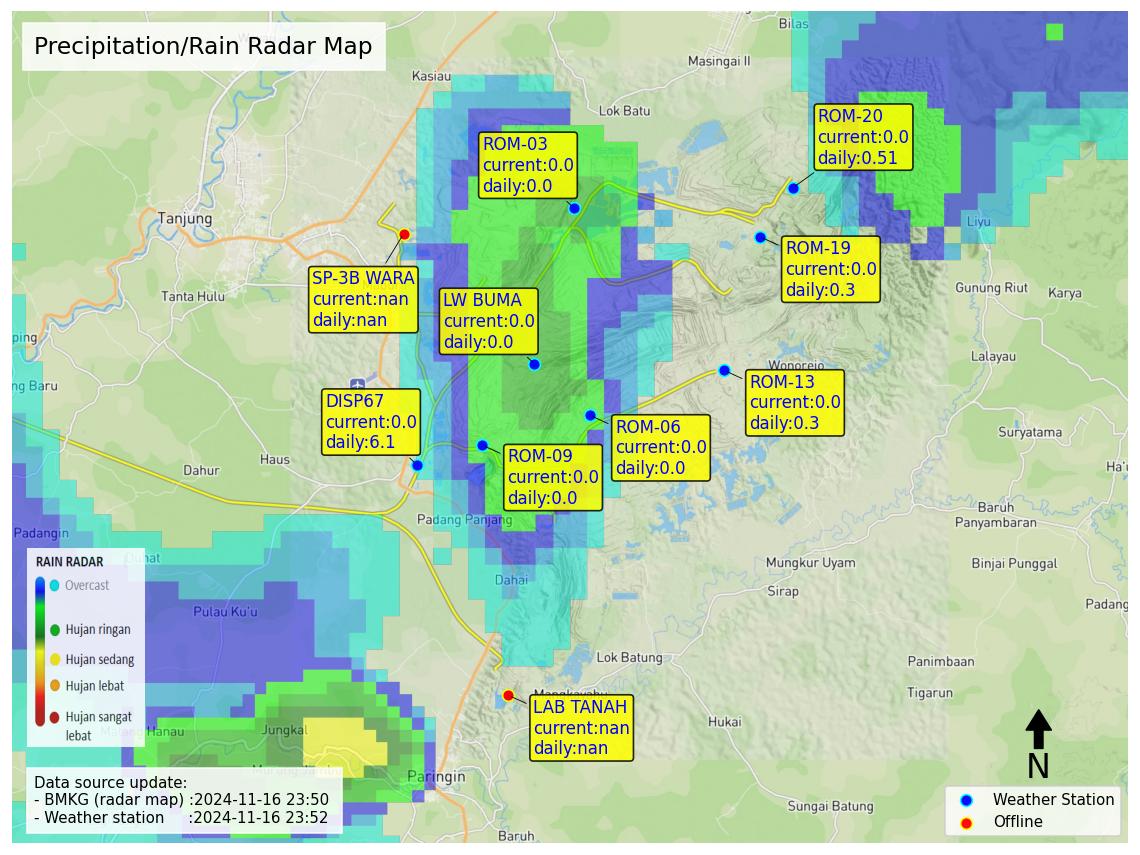 Bilas
Precipitation/Rain Radar Map
Masingai II
Kasiau
Lok Batu
ROM-20
current:0.0
daily:0.51
ROM-03
current:0.0
daily:0.0
Tanjung
Liyu
ROM-19
current:0.0
daily:0.3
SP-3B WARA
current:nan
daily:nan
Tanta Hulu
Gunung Riut
Karya
LW BUMA
current:0.0
daily:0.0
ping
Lalayau
Wonorejo
ng Baru
ROM-13
current:0.0
daily:0.3
DISP67
current:0.0
daily:6.1
ROM-06
current:0.0
daily:0.0
Suryatama
Haus
Dahur
ROM-09
current:0.0
daily:0.0
Ha'u
Baruh
Panyambaran
Padang Panjang
Padangin
Mungkur Uyam
Binjai Punggal
RAIN RADAR
Overcast
Hujan ringan
Hujan sedang
Hujan lebat
Hujan sangat
lebat
Dahai
Sirap
Padang
Pulau Ku'u
Lok Batung
Panimbaan
Tigarun
LAB TANAH
current:nan
daily:nan
Hukai
Jungkal
N
Paringin
Data source update:
- BMKG (radar map) :2024-11-16 23:50
- Weather station :2024-11-16 23:52
Weather Station
Offline
Sungai Batung
Baruh